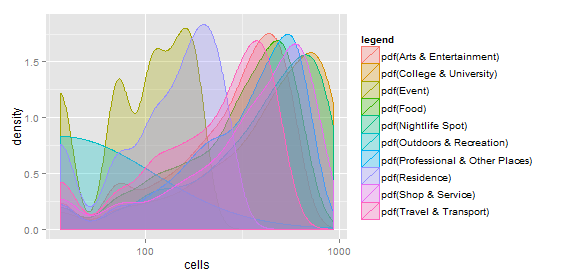 legend
pdf(Arts & Entertainment)
pdf(College & University)
pdf(Event)
pdf(Food)
pdf(Nightlife Spot)
pdf(Outdoors & Recreation)
pdf(Professional & Other Places)
pdf(Residence)
pdf(Shop & Service)
pdf(Travel & Transport)
density
1.5
1.0
0.5
0.0
100
1000
cells